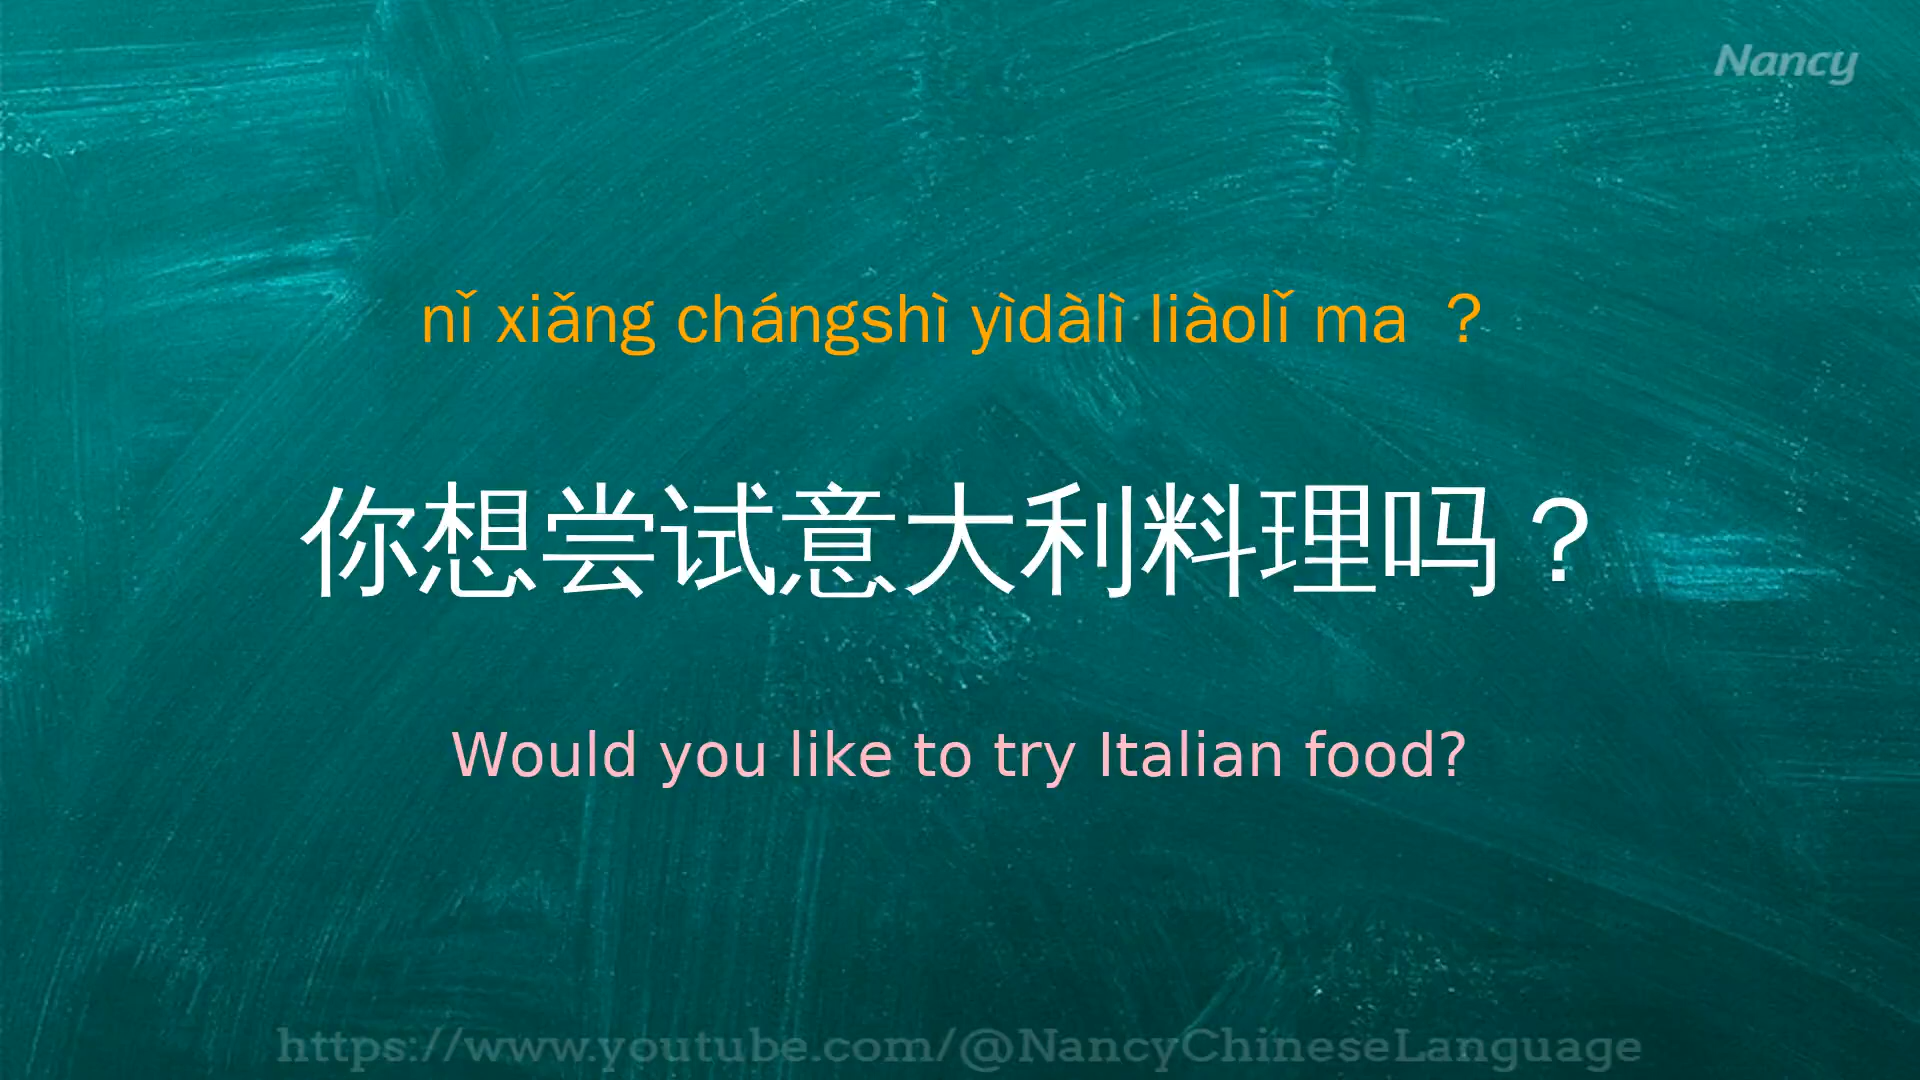 Nancy
nǐ xiǎng chángshì yìdàlì liàolǐ ma ？
你想尝试意大利料理吗？
Would you like to try Italian food?
https://www.youtube.com/@NancyChineseLanguage